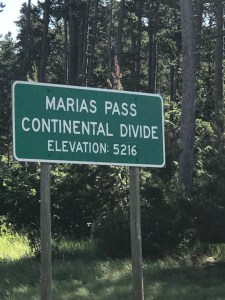 MARIAS PASS
CONTINENTAL DIVIDE
ELEVATION: 5216